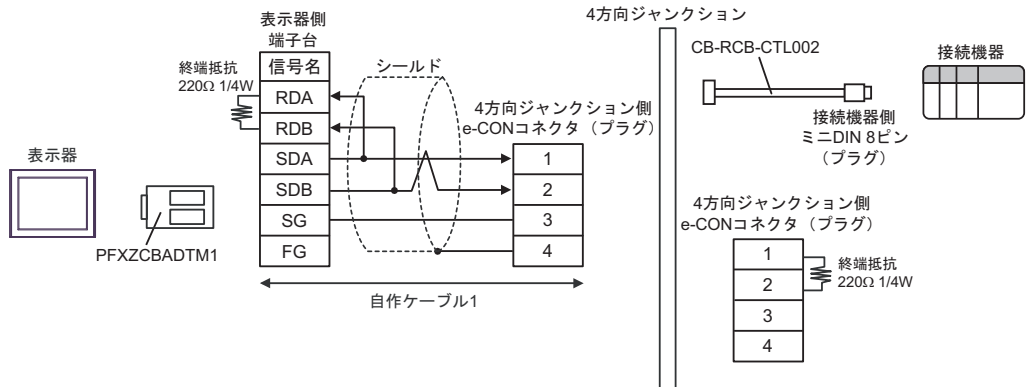 4方向ジャンクション
表示器側
端子台
信号名
RDA
RDB
SDA
SDB
SG
FG
終端抵抗
220Ω 1/4W
シールド
4方向ジャンクション側
e-CONコネクタ（プラグ）
1
2
3
4
表示器
PFXZCBADTM1
自作ケーブル1
CB-RCB-CTL002
接続機器
接続機器側
ミニDIN 8ピン
（プラグ）
4方向ジャンクション側
e-CONコネクタ（プラグ）
1
2
3
4
終端抵抗
220Ω 1/4W